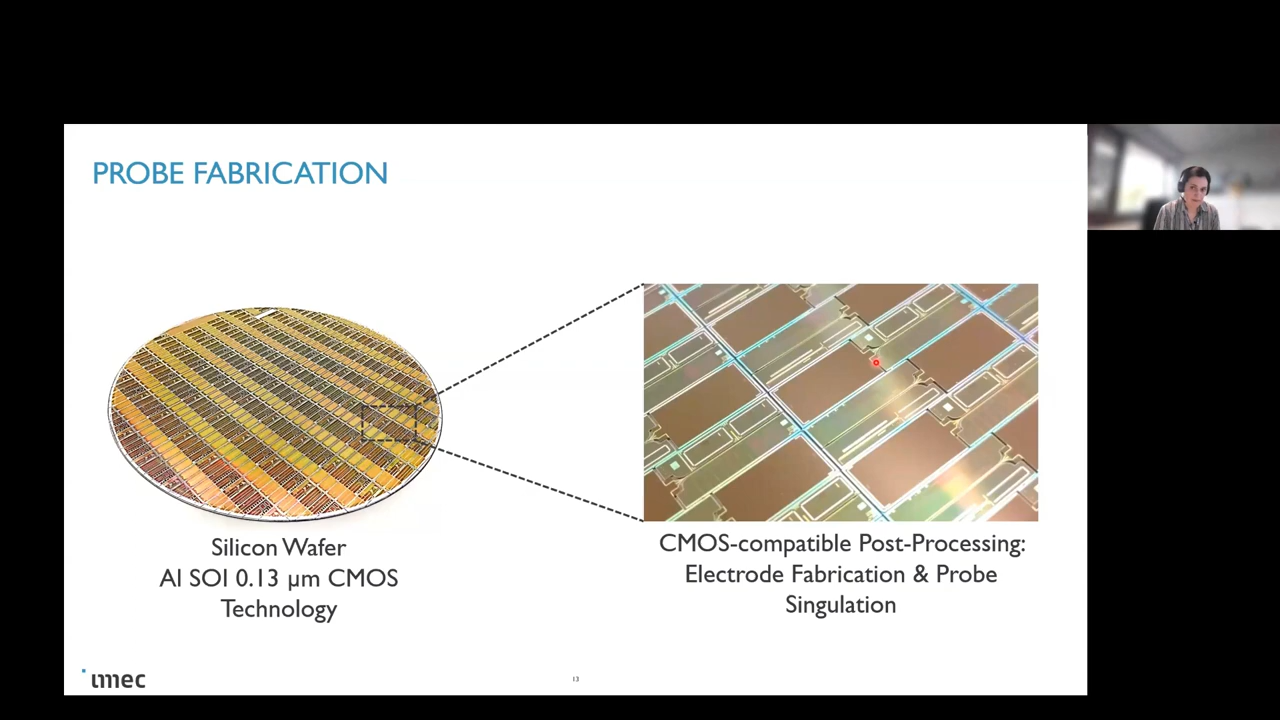 PROBE FABRICATION
Silicon Wafer
Al SOI 0.13 µm CMOS
Technology
CMOS-compatible Post-Processing:
Electrode Fabrication & Probe
Singulation
imec
13